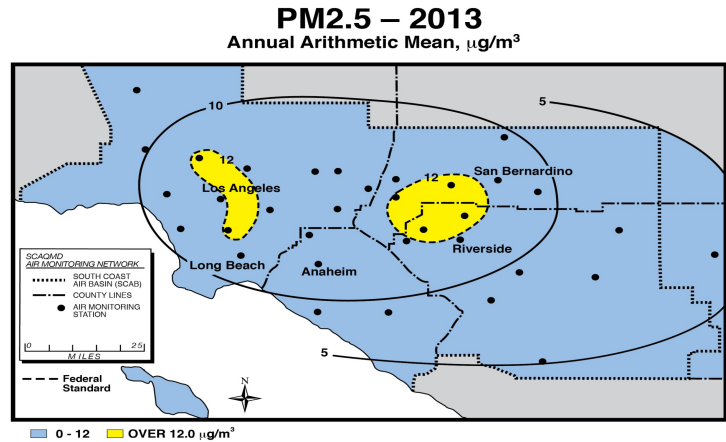 PM2.5 – 2013
Annual Arithmetic Mean, µg/m³
5
10
12
12
San Bernardino
Los Angeles
Riverside
Long Beach
Anaheim
5
SCAQMD
AIR MONITORING NETWORK
SOUTH COAST
AIR BASIN (SCAB)
COUNTY LINES
AIR MONITORING
STATION
0 25
MILES
Federal
Standard
N
0 - 12 OVER 12.0 µg/m³